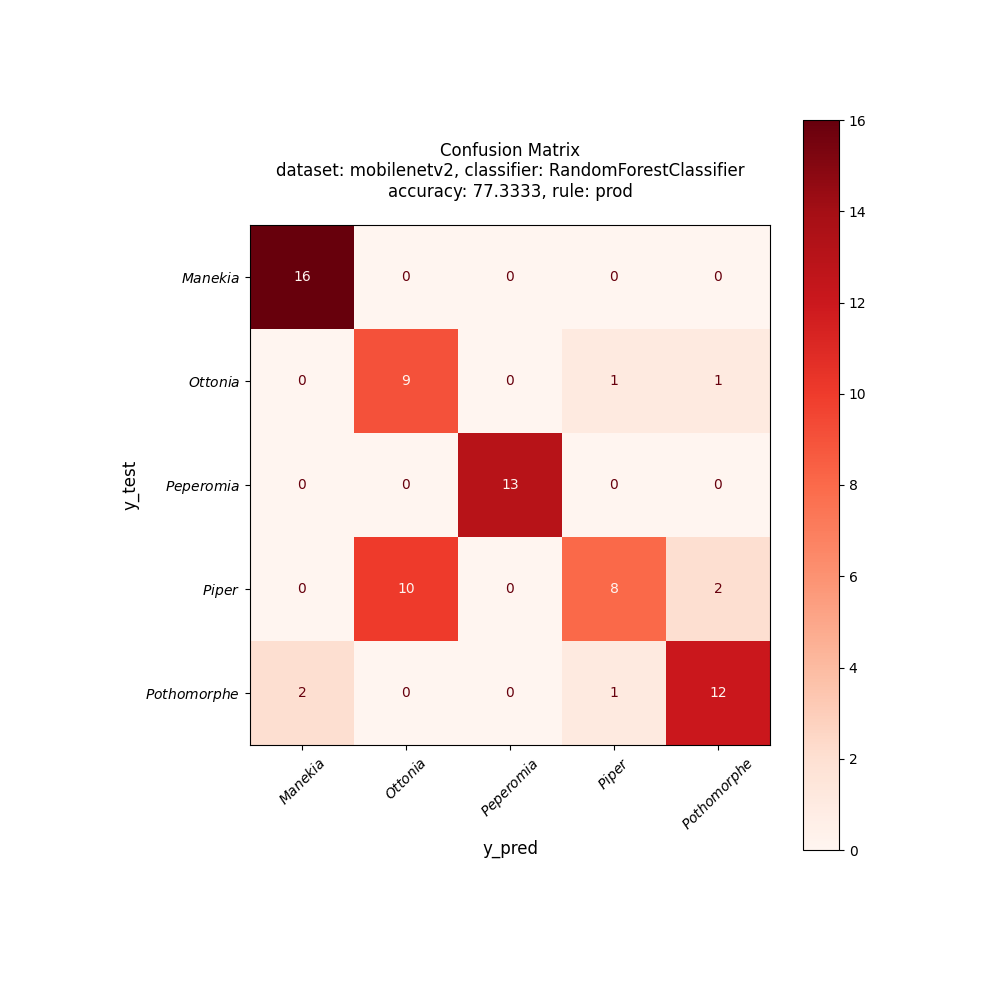 Confusion Matrix
dataset: mobilenetv2, classifier: RandomForestClassifier
accuracy: 77.3333, rule: prod
y_test
Manekia 16 0 0 0 0
Ottonia 0 9 0 1 1
Peperomia 0 0 13 0 0
Piper 0 10 0 8 2
Pothomorphe 2 0 0 1 12
Manekia Ottonia Peperomia Piper Pothomorphe
y_pred
16
14
12
10
8
6
4
2
0